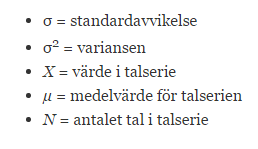 • σ = standardavvikelse
• σ² = variansen
• X = värde i talserie
• μ = medelvärde för talserien
• N = antalet tal i talserie